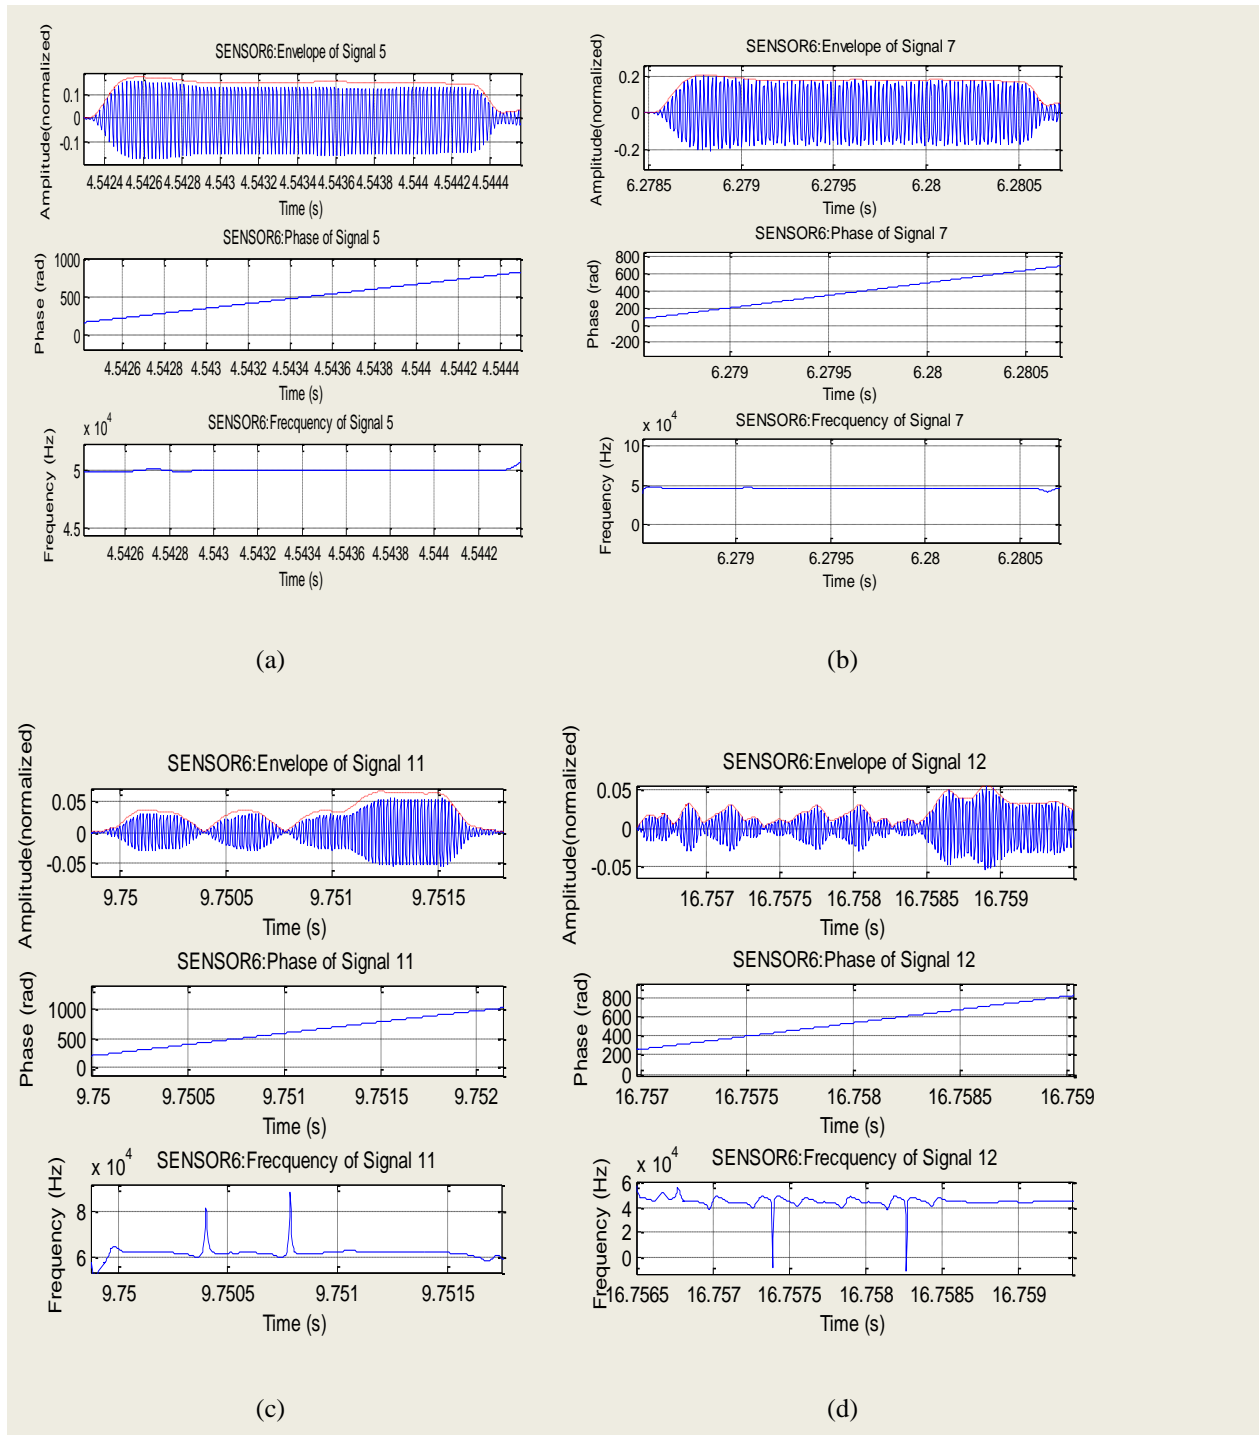 SENSOR6:Envelope of Signal 5
Amplitude(normalized)
0.1
0
-0.1
4.5424 4.5426 4.5428 4.543 4.5432 4.5434 4.5436 4.5438 4.544 4.5442 4.5444
Time (s)
SENSOR6:Phase of Signal 5
Phase (rad)
1000
500
0
4.5426 4.5428 4.543 4.5432 4.5434 4.5436 4.5438 4.544 4.5442 4.5444
Time (s)
x 10^4
SENSOR6:Frecquency of Signal 5
Frequency (Hz)
5
4.5
4.5426 4.5428 4.543 4.5432 4.5434 4.5436 4.5438 4.544 4.5442
Time (s)
(a)
SENSOR6:Envelope of Signal 7
Amplitude(normalized)
0.2
0
-0.2
6.2785 6.279 6.2795 6.28 6.2805
Time (s)
SENSOR6:Phase of Signal 7
Phase (rad)
800
600
400
200
0
-200
6.279 6.2795 6.28 6.2805
Time (s)
x 10^4
SENSOR6:Frecquency of Signal 7
Frequency (Hz)
10
5
0
6.279 6.2795 6.28 6.2805
Time (s)
(b)
SENSOR6:Envelope of Signal 11
Amplitude(normalized)
0.05
0
-0.05
9.75 9.7505 9.751 9.7515
Time (s)
SENSOR6:Phase of Signal 11
Phase (rad)
1000
500
0
9.75 9.7505 9.751 9.7515 9.752
Time (s)
x 10^4
SENSOR6:Frecquency of Signal 11
Frequency (Hz)
8
6
9.75 9.7505 9.751 9.7515
Time (s)
(c)
SENSOR6:Envelope of Signal 12
Amplitude(normalized)
0.05
0
-0.05
16.757 16.7575 16.758 16.7585 16.759
Time (s)
SENSOR6:Phase of Signal 12
Phase (rad)
800
600
400
200
0
16.757 16.7575 16.758 16.7585 16.759
Time (s)
x 10^4
SENSOR6:Frecquency of Signal 12
Frequency (Hz)
6
4
2
0
16.7565 16.757 16.7575 16.758 16.7585 16.759
Time (s)
(d)